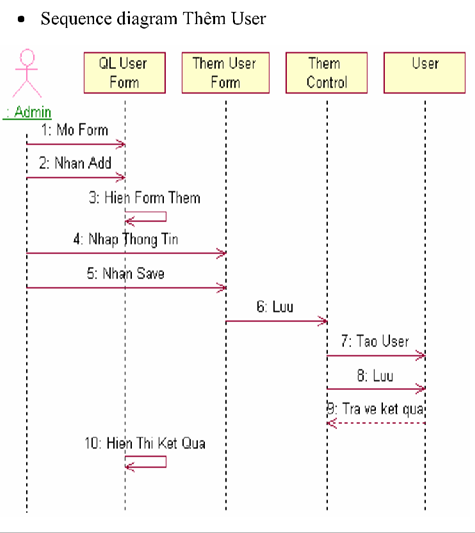 • Sequence diagram Thêm User
QL User
Form
Them User
Form
Them
Control
User
: Admin
1: Mo Form
2: Nhan Add
3: Hien Form Them
4: Nhap Thong Tin
5: Nhan Save
6: Luu
7: Tao User
8: Luu
9: Tra ve ket qua
10: Hien Thi Ket Qua